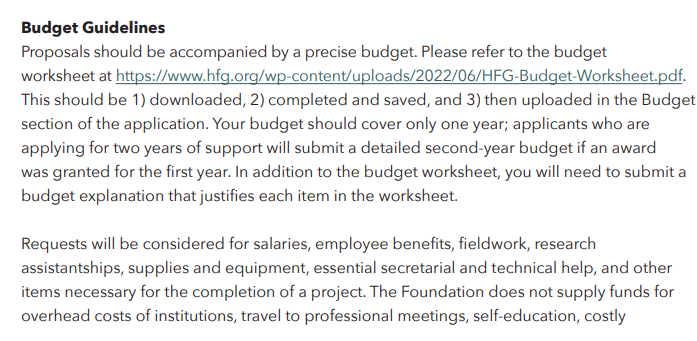 Budget Guidelines
Proposals should be accompanied by a precise budget. Please refer to the budget
worksheet at https://www.hfg.org/wp-content/uploads/2022/06/HFG-Budget-Worksheet.pdf.
This should be 1) downloaded, 2) completed and saved, and 3) then uploaded in the Budget
section of the application. Your budget should cover only one year; applicants who are
applying for two years of support will submit a detailed second-year budget if an award
was granted for the first year. In addition to the budget worksheet, you will need to submit a
budget explanation that justifies each item in the worksheet.
Requests will be considered for salaries, employee benefits, fieldwork, research
assistantships, supplies and equipment, essential secretarial and technical help, and other
items necessary for the completion of a project. The Foundation does not supply funds for
overhead costs of institutions, travel to professional meetings, self-education, costly